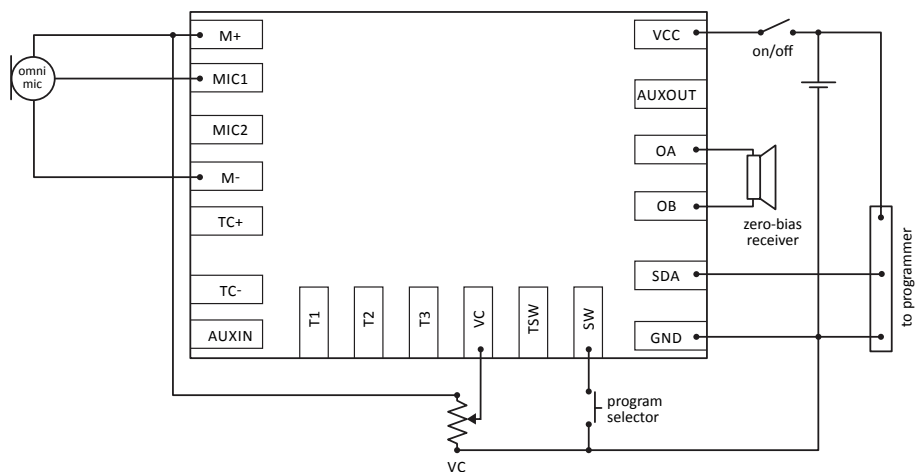 M+
MIC1
MIC2
M-
TC+
TC-
AUXIN
omni
mic
T1
T2
T3
VC
TSW
SW
VCC
AUXOUT
OA
OB
SDA
GND
on/off
zero-bias
receiver
to programmer
program
selector
VC